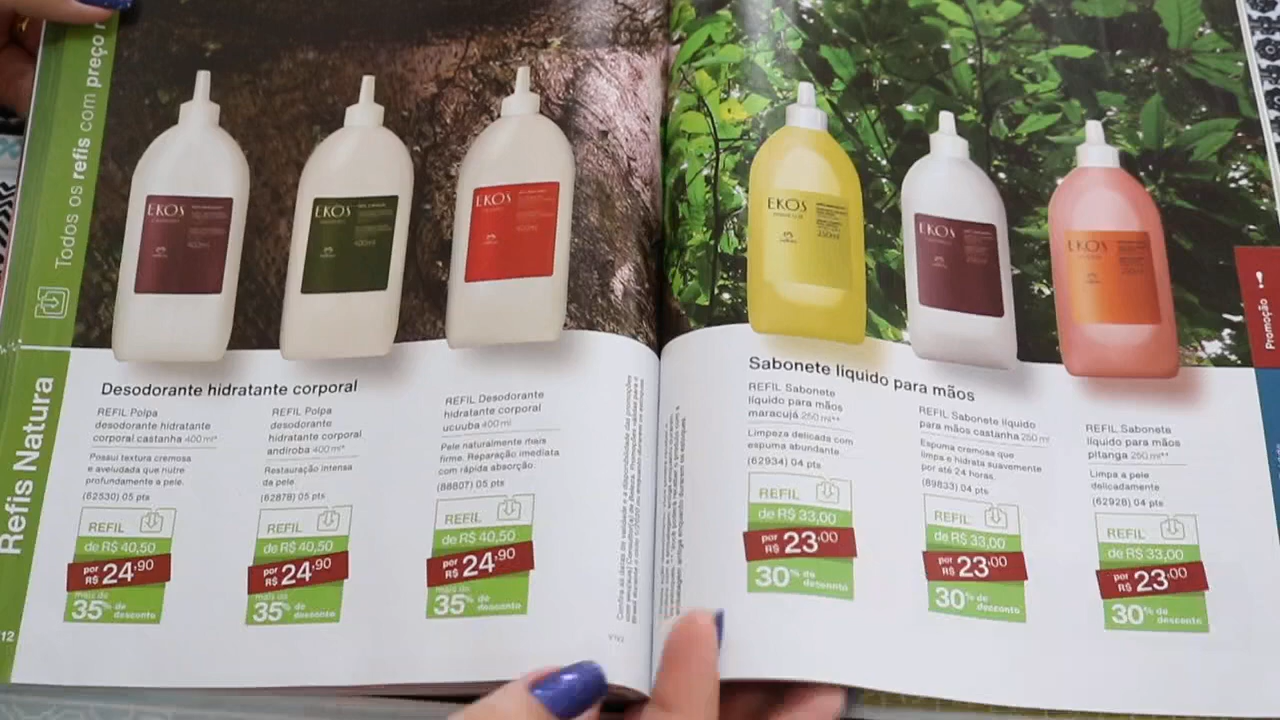 Todos os refis com preço
Refis Natura
12
EKOS
400ml
EKOS
400ml
EKOS
400ml
Desodorante hidratante corporal
REFIL Polpa
desodorante hidratante
corporal castanha 400 ml*
Possui textura cremosa
e aveludada que nutre
profundamente a pele.
(62530) 05 pts
REFIL
de R$ 40,50
por R$ 24,90
mais de
35% de desconto
REFIL Polpa
desodorante
hidratante corporal
andiroba 400 ml*
Restauração intensa
da pele.
(62878) 05 pts
REFIL
de R$ 40,50
por R$ 24,90
mais de
35% de desconto
REFIL Desodorante
hidratante corporal
ucuuba 400 ml
Pele naturalmente mais
firme. Reparação imediata
com rápida absorção.
(86807) 05 pts
REFIL
de R$ 40,50
por R$ 24,90
mais de
35% de desconto
EKOS
250ml
EKOS
EKOS
Sabonete líquido para mãos
REFIL Sabonete
líquido para mãos
maracujá 250 ml**
Limpeza delicada com
espuma abundante.
(62934) 04 pts
REFIL
de R$ 33,00
por R$ 23,00
30% de desconto
REFIL Sabonete líquido
para mãos castanha 250 ml
Espuma cremosa que
limpa e hidrata suavemente
por até 24 horas.
(89833) 04 pts
REFIL
de R$ 33,00
por R$ 23,00
30% de desconto
REFIL Sabonete
líquido para mãos
pitanga 250 ml**
Limpa a pele
delicadamente
(62928) 04 pts
REFIL
de R$ 33,00
por R$ 23,00
30% de desconto
Promoção !